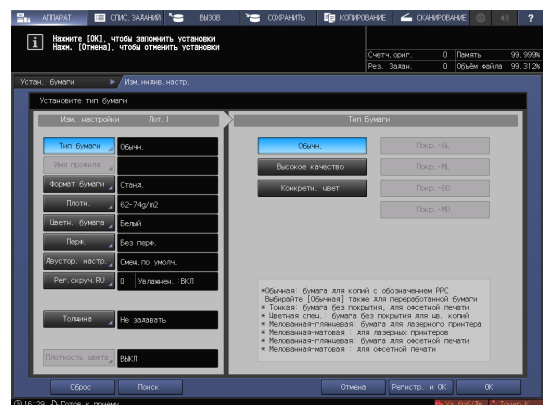 АППАРАТ
СПИС. ЗАДАНИЙ
ВЫЗОВ
СОХРАНИТЬ
КОПИРОВАНИЕ
СКАНИРОВАНИЕ
?
Нажмите [OK], чтобы запомнить установки
Нажм. [Отмена], чтобы отменить установки
Счетч.ориг. 0 Память 99.999%
Рез. Задан. 0 Объём файла 99.312%
Устан. бумаги
Изм.индив.настр.
Установите тип бумаги
Изм. настройки Лот.1
Тип Бумаги
Тип бумаги Обычн.
Имя профиля
Формат бумаги Станд.
Плотн. 62-74g/m2
Цветн. бумага Белый
Перф. Без перф.
Двустор. настр. Смещ.по умолч.
Рег.скруч.RU 0 Увлажнен. :ВКЛ
Толщина Не задавать
Плотность цвета ВЫКЛ
Обычн.
Высокое качество
Конкретн. цвет
Покр.-GL
Покр.-ML
Покр.-GO
Покр.-MO
*Обычная: бумага для копий с обозначением PPC
Выбирайте [Обычная] также для переработанной бумаги
* Тонкая: бумага без покрытия, для офсетной печати
* Цветная спец.: бумага без покрытия для цв. копий
* Мелованная-глянцевая: бумага для лазерного принтера
* Мелованная-матовая : для лазерных принтеров
* Мелованная-глянцевая: бумага для офсетной печати
* Мелованная-матовая : для офсетной печати
Сброс
Поиск
Отмена
Регистр. и OK
OK